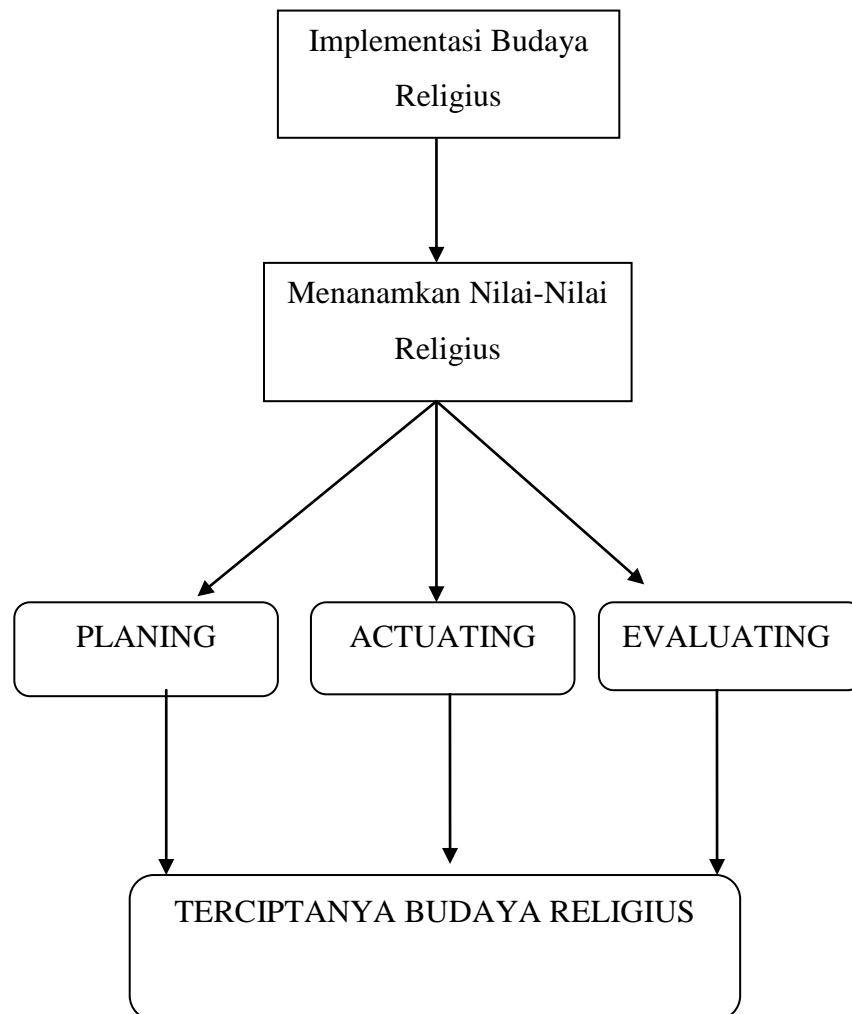 Implementasi Budaya
Religius
Menanamkan Nilai-Nilai
Religius
PLANING
ACTUATING
EVALUATING
TERCIPTANYA BUDAYA RELIGIUS